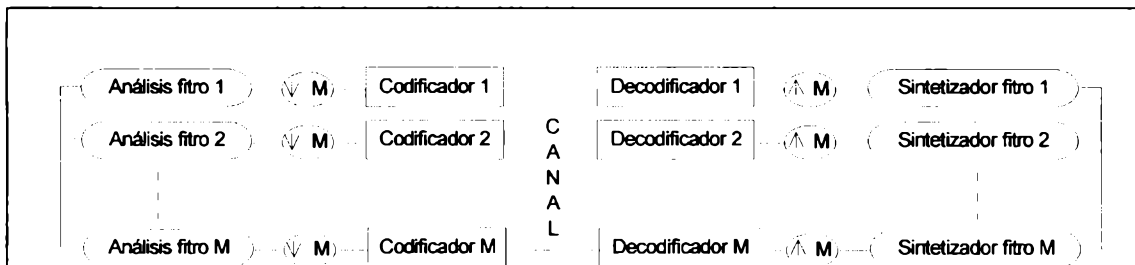 Análisis fitro 1 ↓ M Codificador 1 Decodificador 1 ↑ M Sintetizador fitro 1
Análisis fitro 2 ↓ M Codificador 2 Decodificador 2 ↑ M Sintetizador fitro 2
C
A
N
A
L
Análisis fitro M ↓ M Codificador M Decodificador M ↑ M Sintetizador fitro M